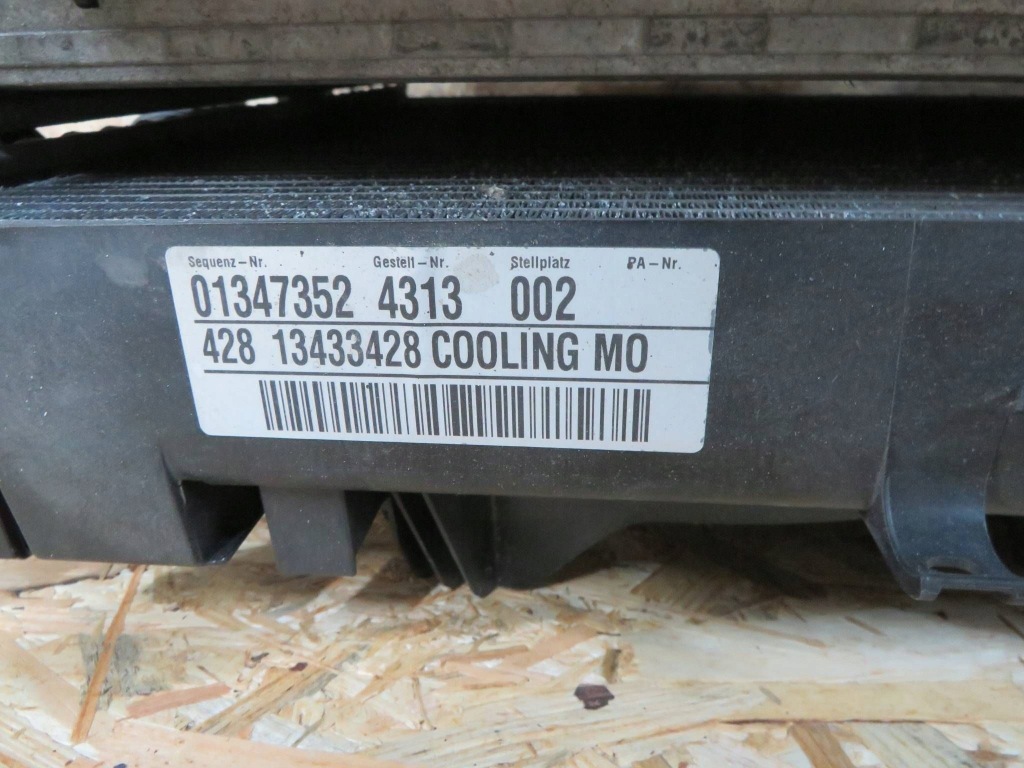 Sequenz-Nr. Gestell-Nr. Stellplatz PA-Nr.
01347352 4313 002
428 13433428 COOLING MO